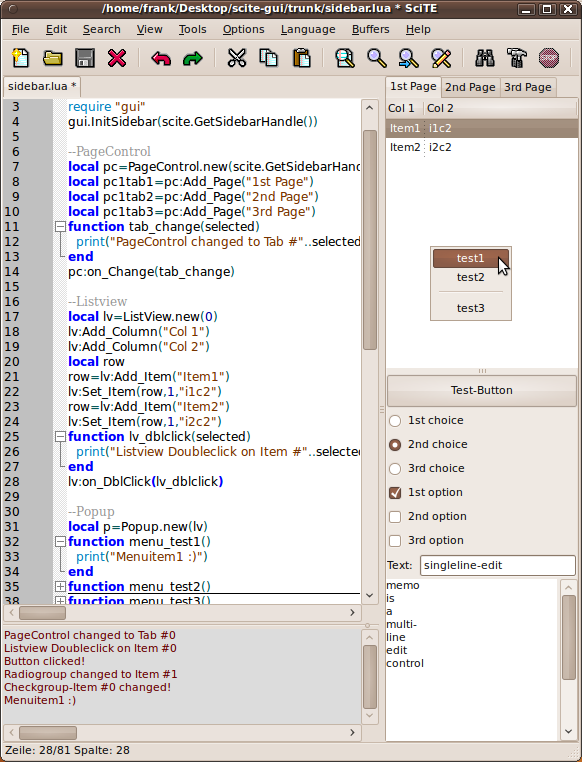 /home/frank/Desktop/scite-gui/trunk/sidebar.lua * SciTE
File Edit Search View Tools Options Language Buffers Help
STOP
sidebar.lua *
3 require "gui"
4 gui.InitSidebar(scite.GetSidebarHandle())
5
6 --PageControl
7 local pc=PageControl.new(scite.GetSidebarHand
8 local pc1tab1=pc:Add_Page("1st Page")
9 local pc1tab2=pc:Add_Page("2nd Page")
10 local pc1tab3=pc:Add_Page("3rd Page")
11 function tab_change(selected)
12 print("PageControl changed to Tab #"..selected
13 end
14 pc:on_Change(tab_change)
15
16 --Listview
17 local lv=ListView.new(0)
18 lv:Add_Column("Col 1")
19 lv:Add_Column("Col 2")
20 local row
21 row=lv:Add_Item("Item1")
22 lv:Set_Item(row,1,"i1c2")
23 row=lv:Add_Item("Item2")
24 lv:Set_Item(row,1,"i2c2")
25 function lv_dblclick(selected)
26 print("Listview Doubleclick on Item #"..selected
27 end
28 lv:on_DblClick(lv_dblclick)
29
30 --Popup
31 local p=Popup.new(lv)
32 function menu_test1()
33 print("Menuitem1 :)")
34 end
35 function menu_test2()
38 function menu_test3()
PageControl changed to Tab #0
Listview Doubleclick on Item #0
Button clicked!
Radiogroup changed to Item #1
Checkgroup-Item #0 changed!
Menuitem1 :)
1st Page 2nd Page 3rd Page
Col 1 Col 2
Item1 i1c2
Item2 i2c2
test1
test2
test3
Test-Button
1st choice
2nd choice
3rd choice
1st option
2nd option
3rd option
Text: singleline-edit
memo
is
a
multi-
line
edit
control
Zeile: 28/81 Spalte: 28